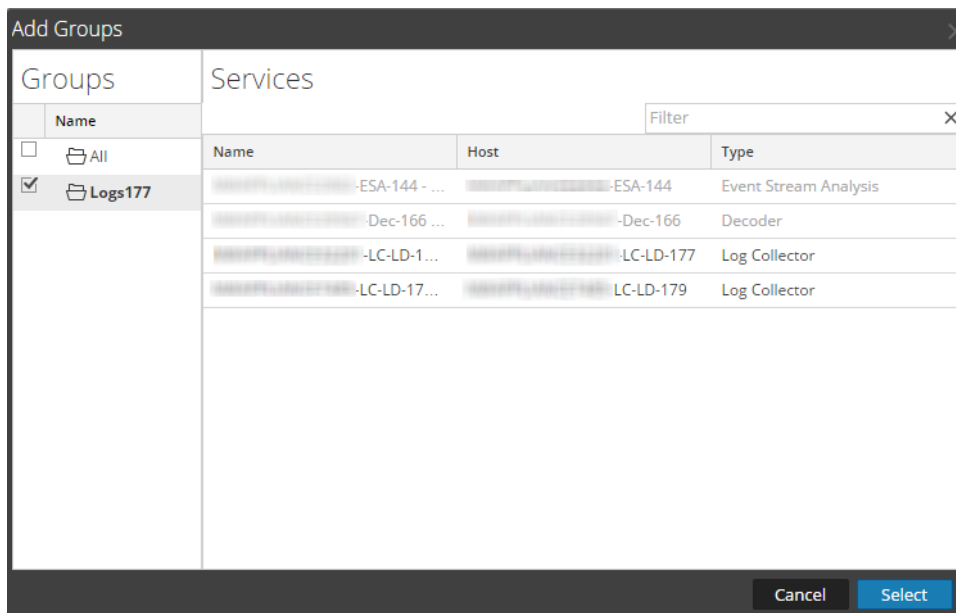 Add Groups
Groups
Services
Filter
Name
All
Logs177
Name Host Type
-ESA-144 - ... -ESA-144 Event Stream Analysis
-Dec-166 ... -Dec-166 Decoder
-LC-LD-1... -LC-LD-177 Log Collector
-LC-LD-17... LC-LD-179 Log Collector
Cancel Select